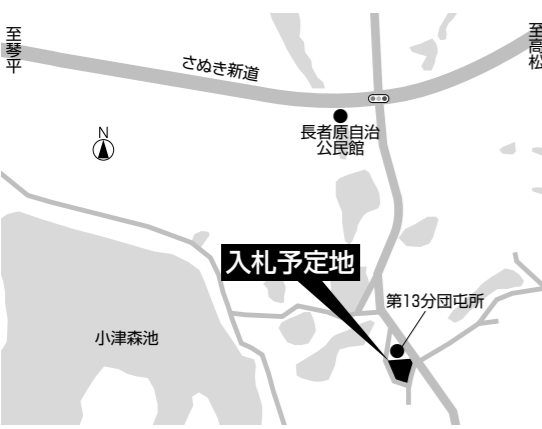 至琴平
さぬき新道
至高松
長者原自治
公民館
N
入札予定地
第13分団屯所
小津森池